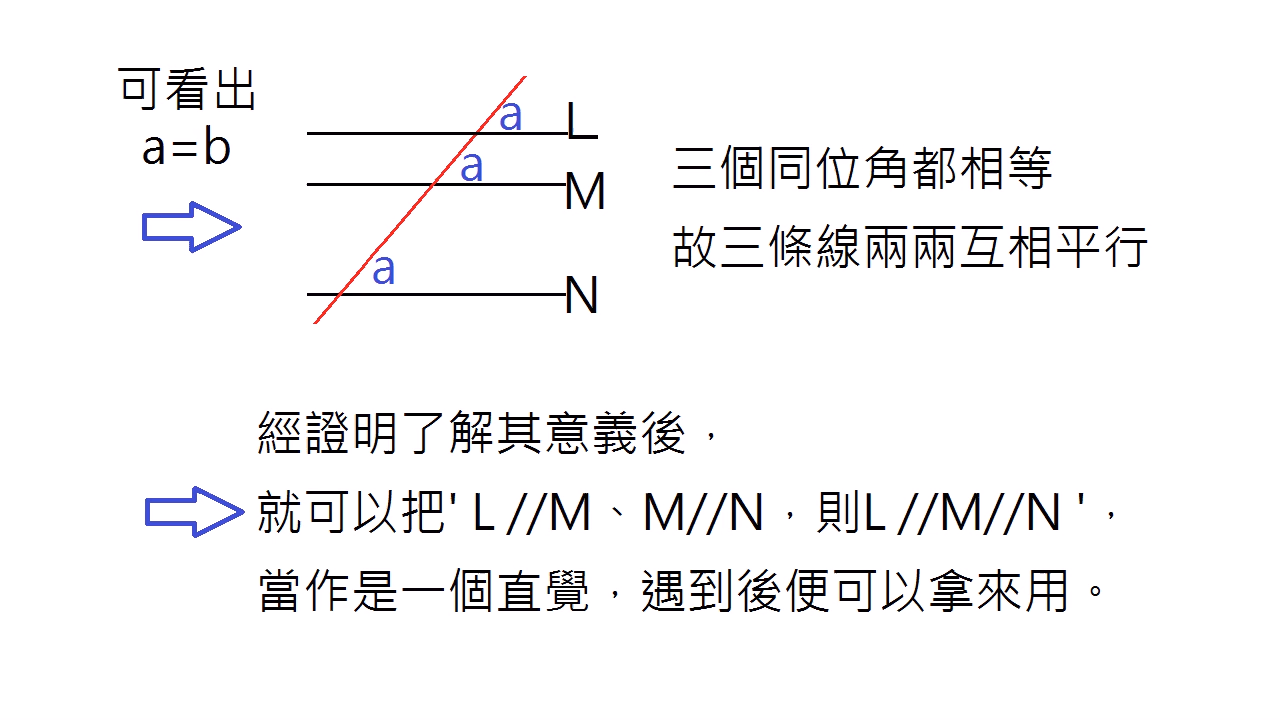 可看出
a=b
a
L
a
M
a
N
三個同位角都相等
故三條線兩兩互相平行
經證明了解其意義後，
就可以把' L //M、M//N，則L //M//N '，
當作是一個直覺，遇到後便可以拿來用。